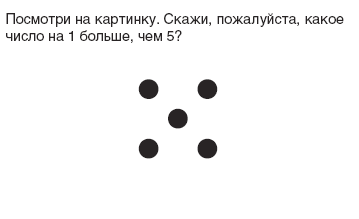 Посмотри на картинку. Скажи, пожалуйста, какое
число на 1 больше, чем 5?